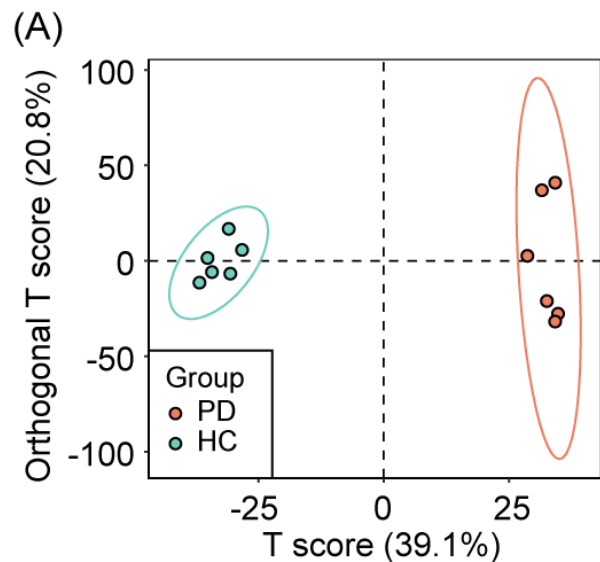 (A)
Orthogonal T score (20.8%)
100
50
0
-50
-100
Group
PD
HC
-25
0
25
T score (39.1%)